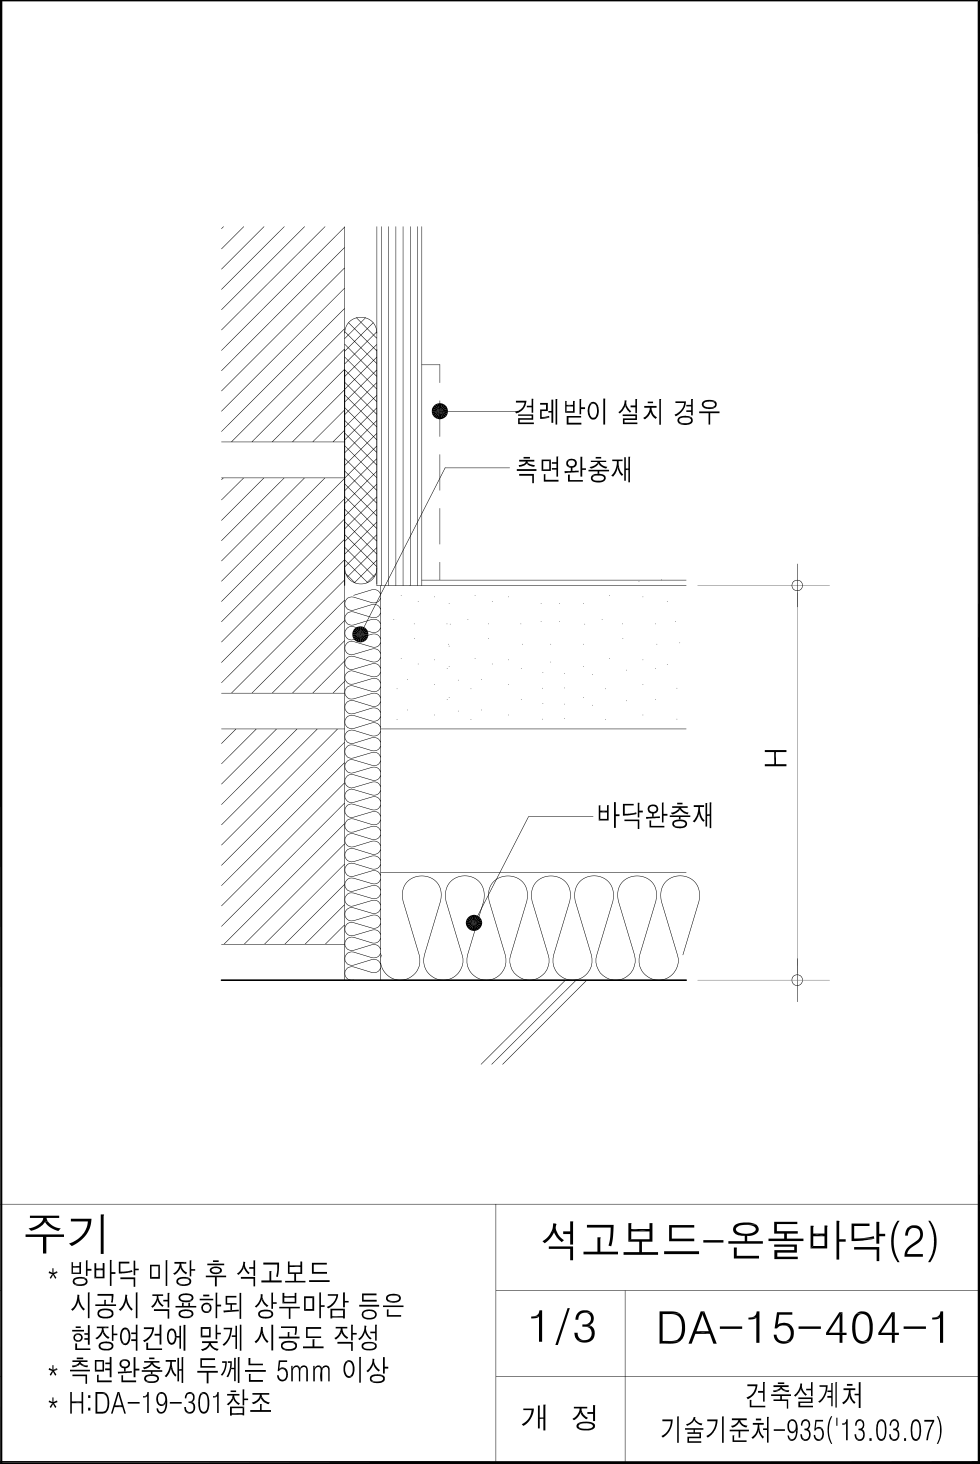 걸레받이 설치 경우
측면완충재
H
바닥완충재
주기
* 방바닥 미장 후 석고보드
시공시 적용하되 상부마감 등은
현장여건에 맞게 시공도 작성
* 측면완충재 두께는 5mm 이상
* H:DA-19-301참조
석고보드-온돌바닥(2)
1/3
DA-15-404-1
개 정
건축설계처
기술기준처-935('13.03.07)